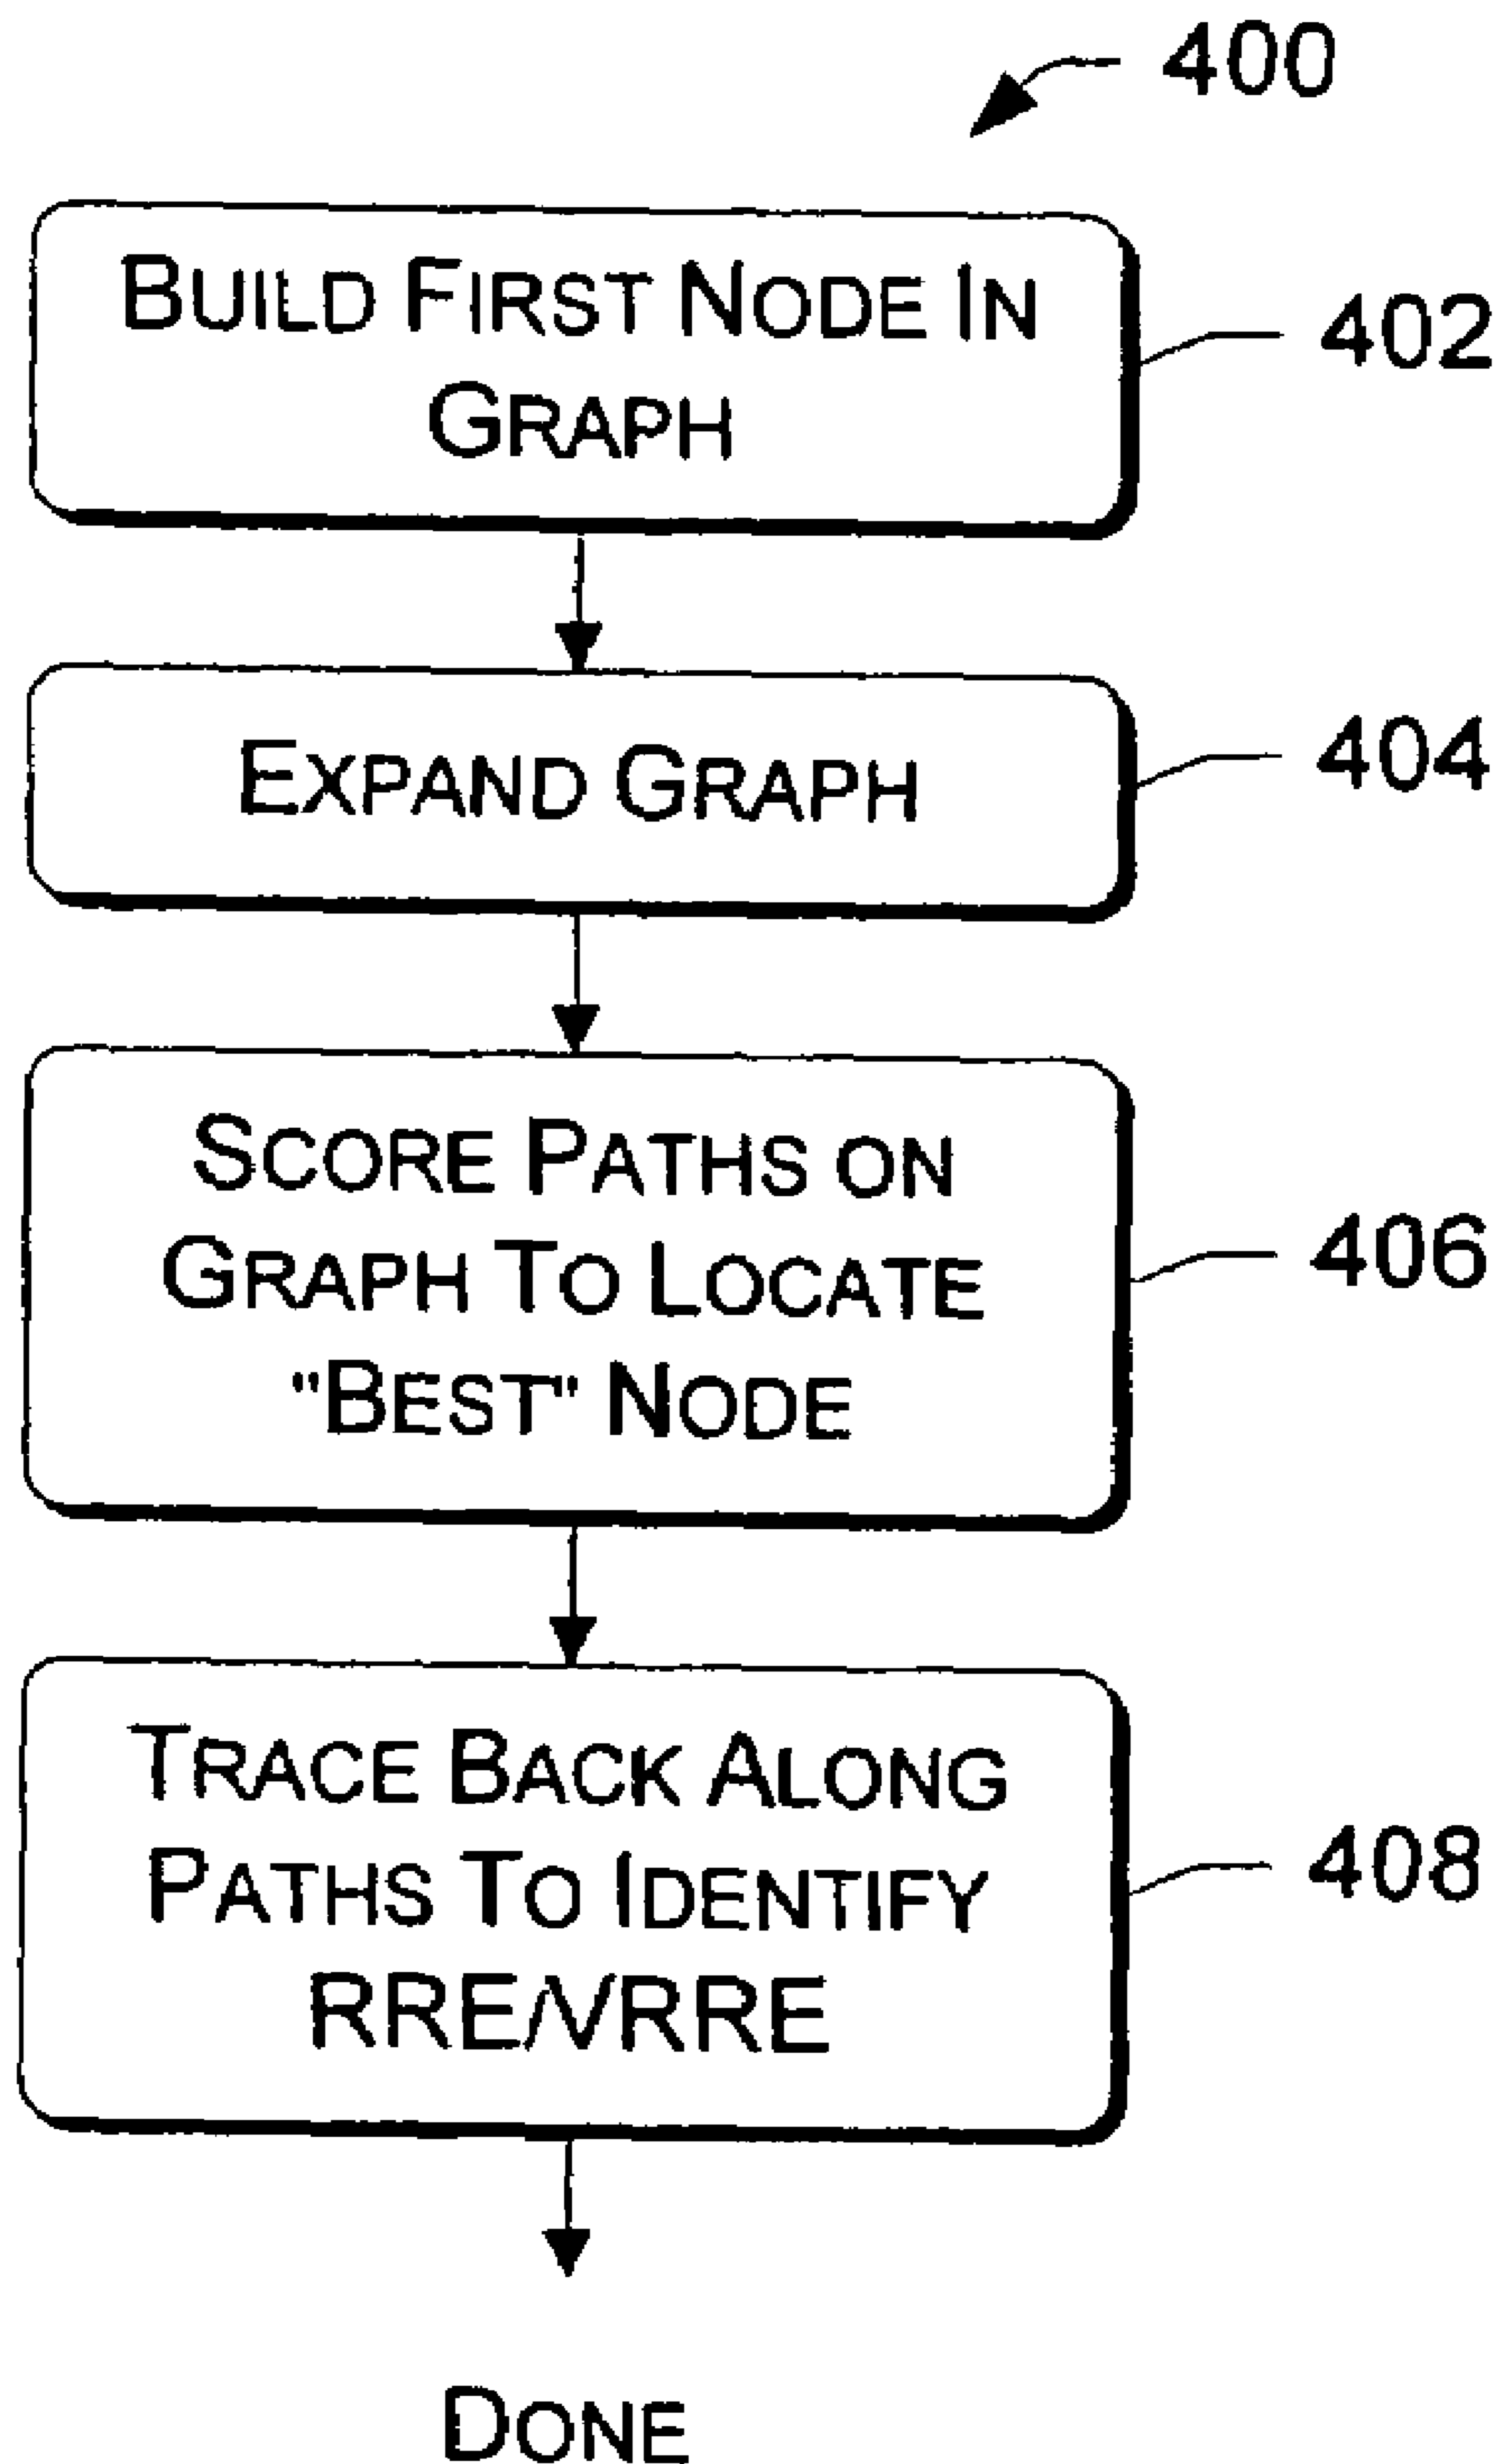 400
BUILD FIRST NODE IN
GRAPH
402
EXPAND GRAPH
404
SCORE PATHS ON
GRAPH TO LOCATE
"BEST" NODE
406
TRACE BACK ALONG
PATHS TO IDENTIFY
RRE/VRRE
408
DONE